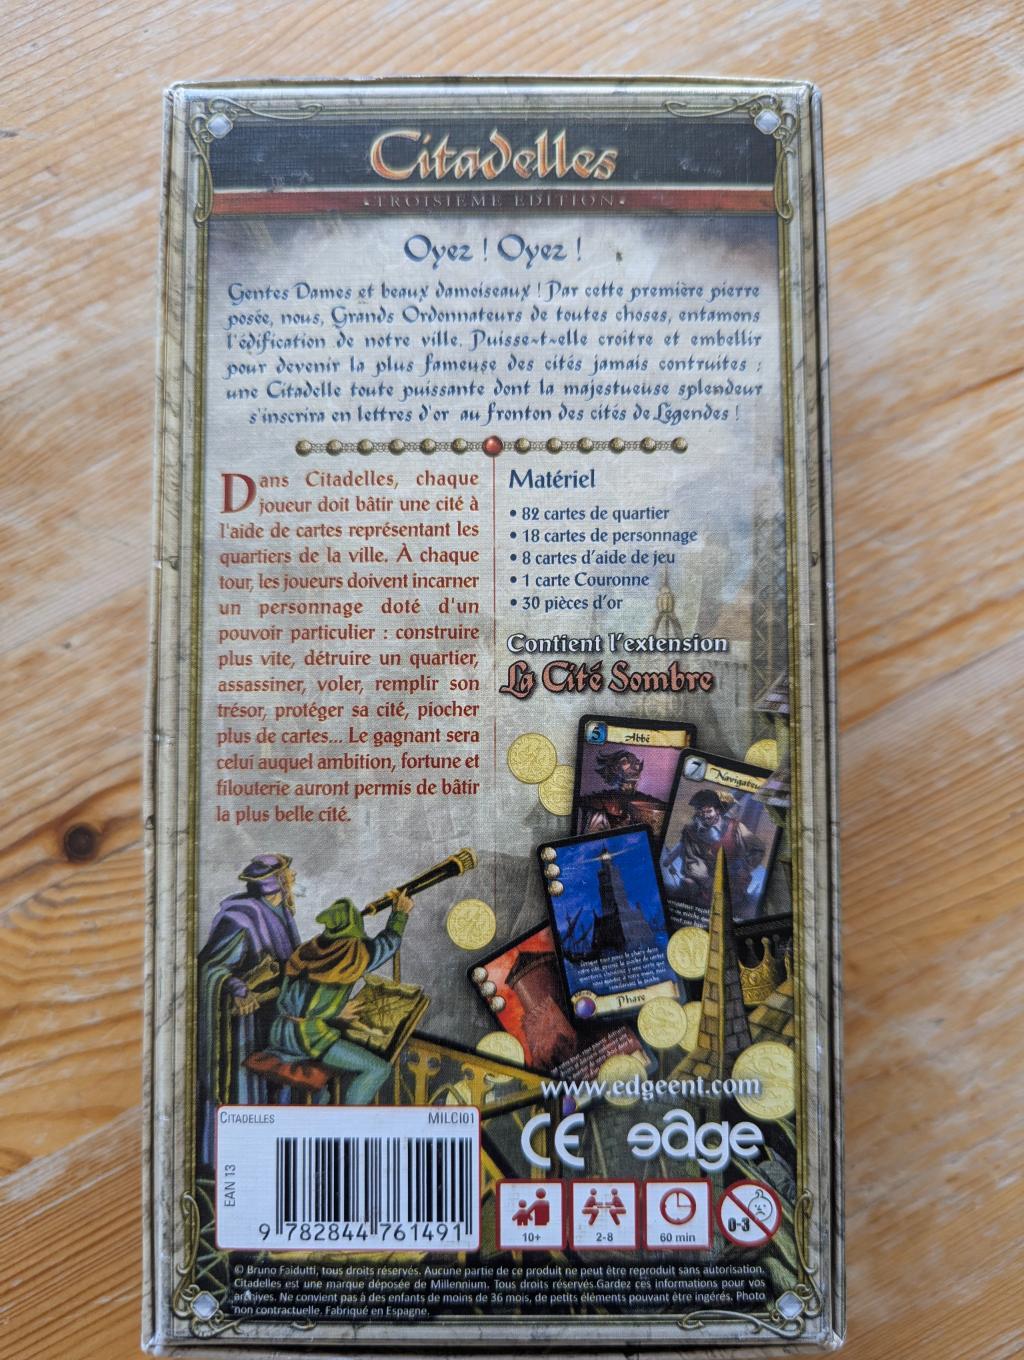 Citadelles
TROISIEME EDITION
Oyez ! Oyez !
Gentes Dames et beaux damoiseaux ! Par cette première pierre
posée, nous, Grands Ordonnateurs de toutes choses, entamons
l'édification de notre ville. Puisse-t-elle croitre et embellir
pour devenir la plus fameuse des cités jamais contruites :
une Citadelle toute puissante dont la majestueuse splendeur
s'inscrira en lettres d'or au fronton des cités de Légendes !
Dans Citadelles, chaque
joueur doit bâtir une cité à
l'aide de cartes représentant les
quartiers de la ville. À chaque
tour, les joueurs doivent incarner
un personnage doté d'un
pouvoir particulier : construire
plus vite, détruire un quartier,
assassiner, voler, remplir son
trésor, protéger sa cité, piocher
plus de cartes... Le gagnant sera
celui auquel ambition, fortune et
filouterie auront permis de bâtir
la plus belle cité.
Matériel
• 82 cartes de quartier
• 18 cartes de personnage
• 8 cartes d'aide de jeu
• 1 carte Couronne
• 30 pièces d'or
Contient l'extension
La Cité Sombre
5 Abbé
7 Navigateu
Phare
www.edgeent.com
CE edge
CITADELLES MILCI01
EAN 13
9 782844 761491
10+ 2-8 60 min 0-3
© Bruno Faidutti, tous droits réservés. Aucune partie de ce produit ne peut être reproduit sans autorisation.
Citadelles est une marque déposée de Millennium. Tous droits réservés.Gardez ces informations pour vos
archives. Ne convient pas à des enfants de moins de 36 mois, de petits éléments pouvant être ingérés. Photo
non contractuelle. Fabriqué en Espagne.